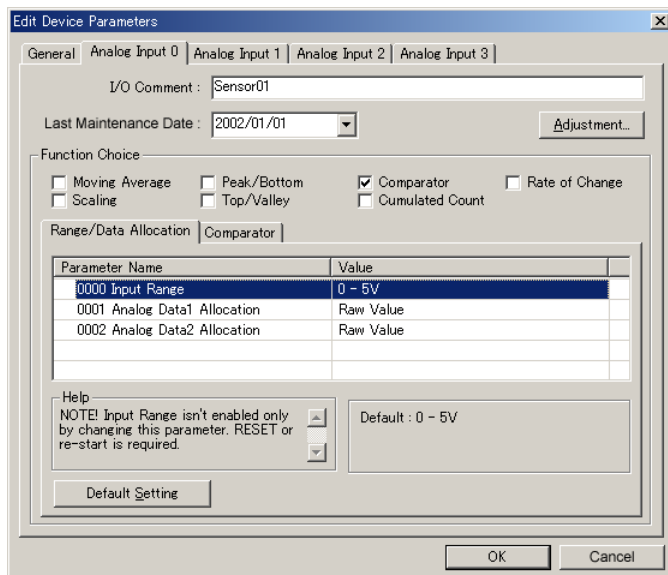 Edit Device Parameters
General Analog Input 0 Analog Input 1 Analog Input 2 Analog Input 3
I/O Comment : Sensor01
Last Maintenance Date : 2002/01/01 Adjustment...
Function Choice
Moving Average Peak/Bottom Comparator Rate of Change
Scaling Top/Valley Cumulated Count
Range/Data Allocation Comparator
Parameter Name Value
0000 Input Range 0 - 5V
0001 Analog Data1 Allocation Raw Value
0002 Analog Data2 Allocation Raw Value
Help
NOTE! Input Range isn't enabled only
by changing this parameter. RESET or
re-start is required.
Default : 0 - 5V
Default Setting
OK Cancel